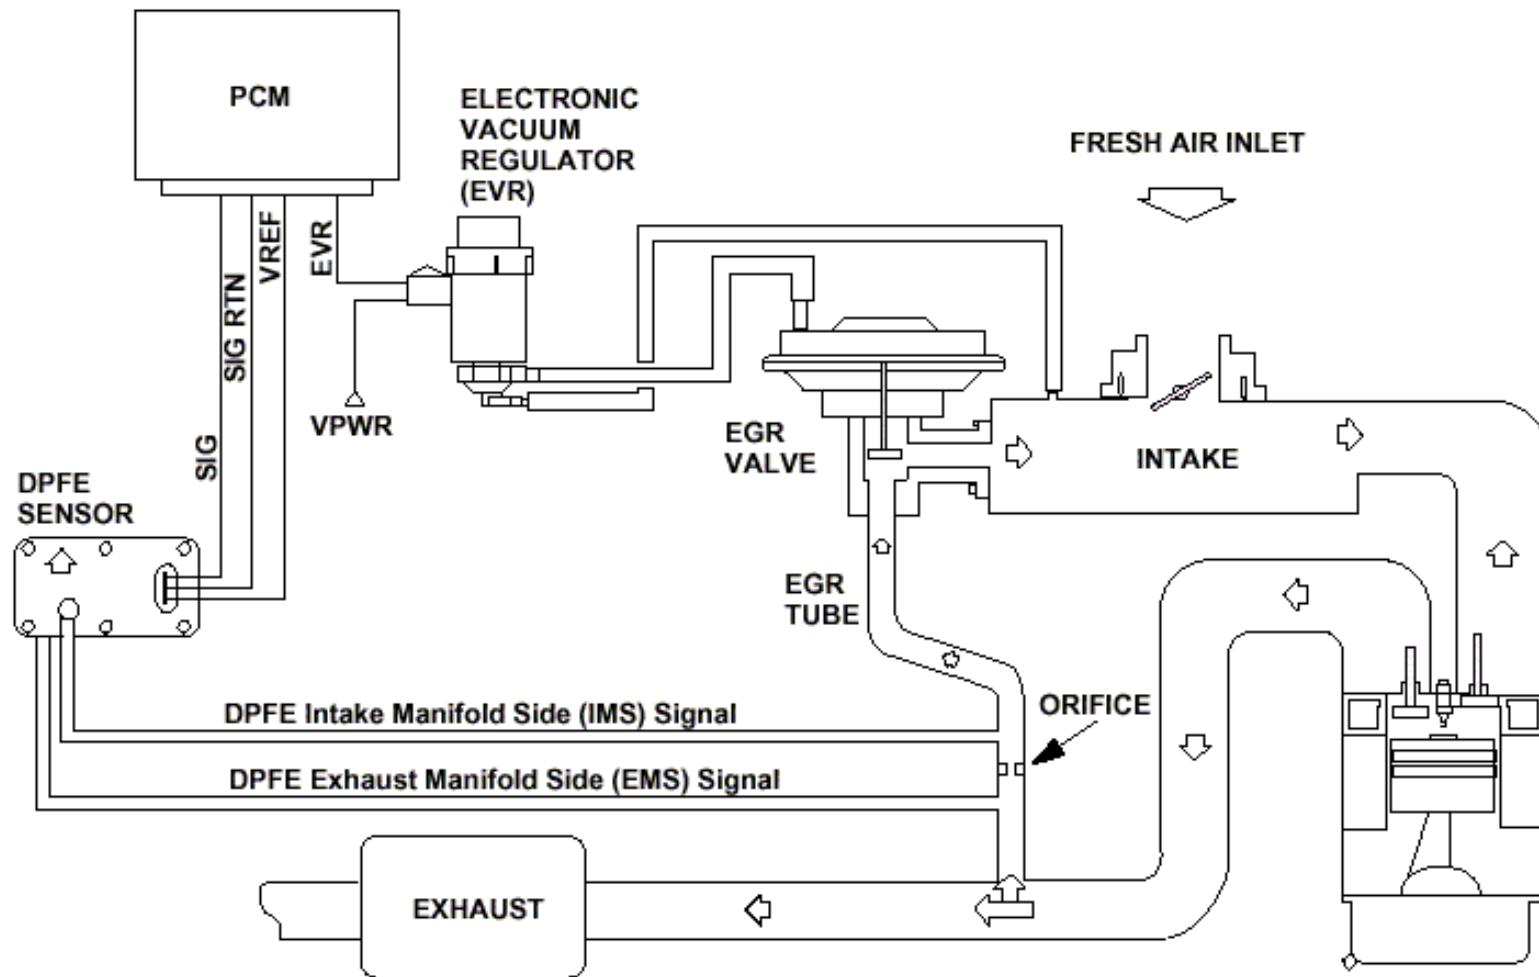 PCM
ELECTRONIC
VACUUM
REGULATOR
(EVR)
FRESH AIR INLET
SIG
SIG RTN
VREF
EVR
VPWR
EGR
VALVE
INTAKE
DPFE
SENSOR
EGR
TUBE
ORIFICE
DPFE Intake Manifold Side (IMS) Signal
DPFE Exhaust Manifold Side (EMS) Signal
EXHAUST